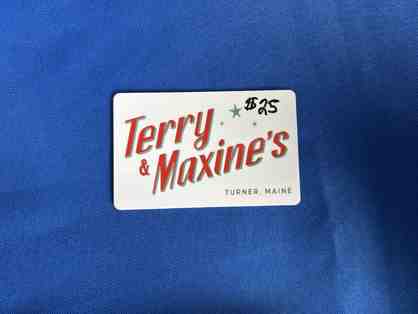 $25
Terry
& Maxine's
TURNER, MAINE